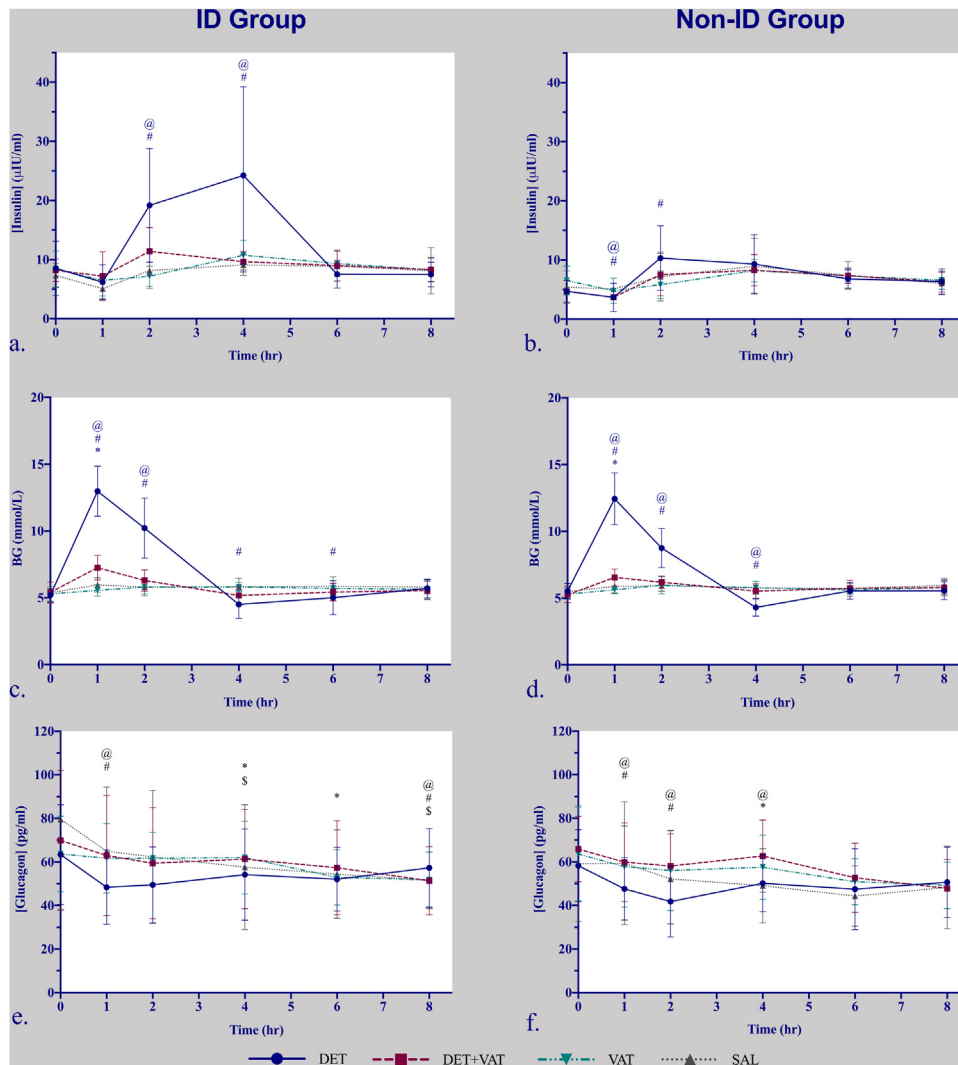 ID Group
Non-ID Group
@
#
@
#
[Insulin] (μIU/ml)
40
30
20
10
0
0 1 2 3 4 5 6 7 8
Time (hr)
a.
@
#
#
[Insulin] (μIU/ml)
40
30
20
10
0
0 1 2 3 4 5 6 7 8
Time (hr)
b.
@
#
*
@
#
#
#
BG (mmol/L)
20
15
10
5
0
0 1 2 3 4 5 6 7 8
Time (hr)
c.
@
#
*
@
#
@
#
BG (mmol/L)
20
15
10
5
0
0 1 2 3 4 5 6 7 8
Time (hr)
d.
@
#
*
$
*
@
#
$
[Glucagon] (pg/ml)
120
100
80
60
40
20
0
0 1 2 3 4 5 6 7 8
Time (hr)
e.
@
#
@
#
@
*
[Glucagon] (pg/ml)
120
100
80
60
40
20
0
0 1 2 3 4 5 6 7 8
Time (hr)
f.
DET DET+VAT VAT SAL